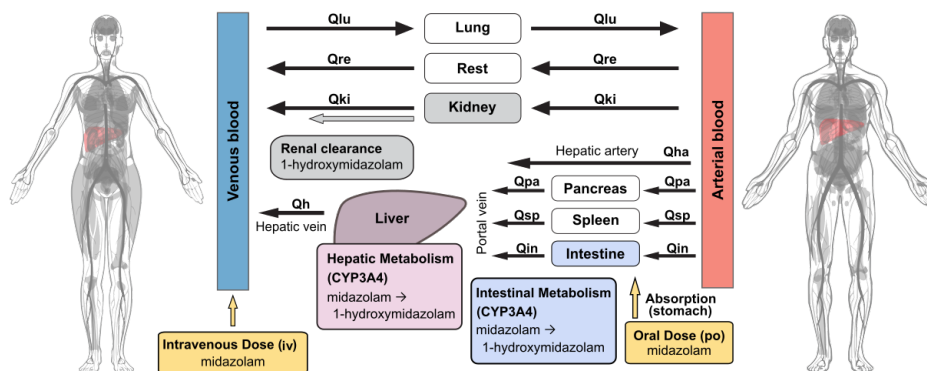 Qlu
Lung
Qlu
Qre
Rest
Qre
Qki
Kidney
Qki
Venous blood
Arterial blood
Renal clearance
1-hydroxymidazolam
Hepatic artery
Qha
Qpa
Pancreas
Qpa
Portal vein
Qsp
Spleen
Qsp
Qin
Intestine
Qin
Qh
Hepatic vein
Liver
Hepatic Metabolism
(CYP3A4)
midazolam →
1-hydroxymidazolam
Intestinal Metabolism
(CYP3A4)
midazolam →
1-hydroxymidazolam
Absorption
(stomach)
Intravenous Dose (iv)
midazolam
Oral Dose (po)
midazolam